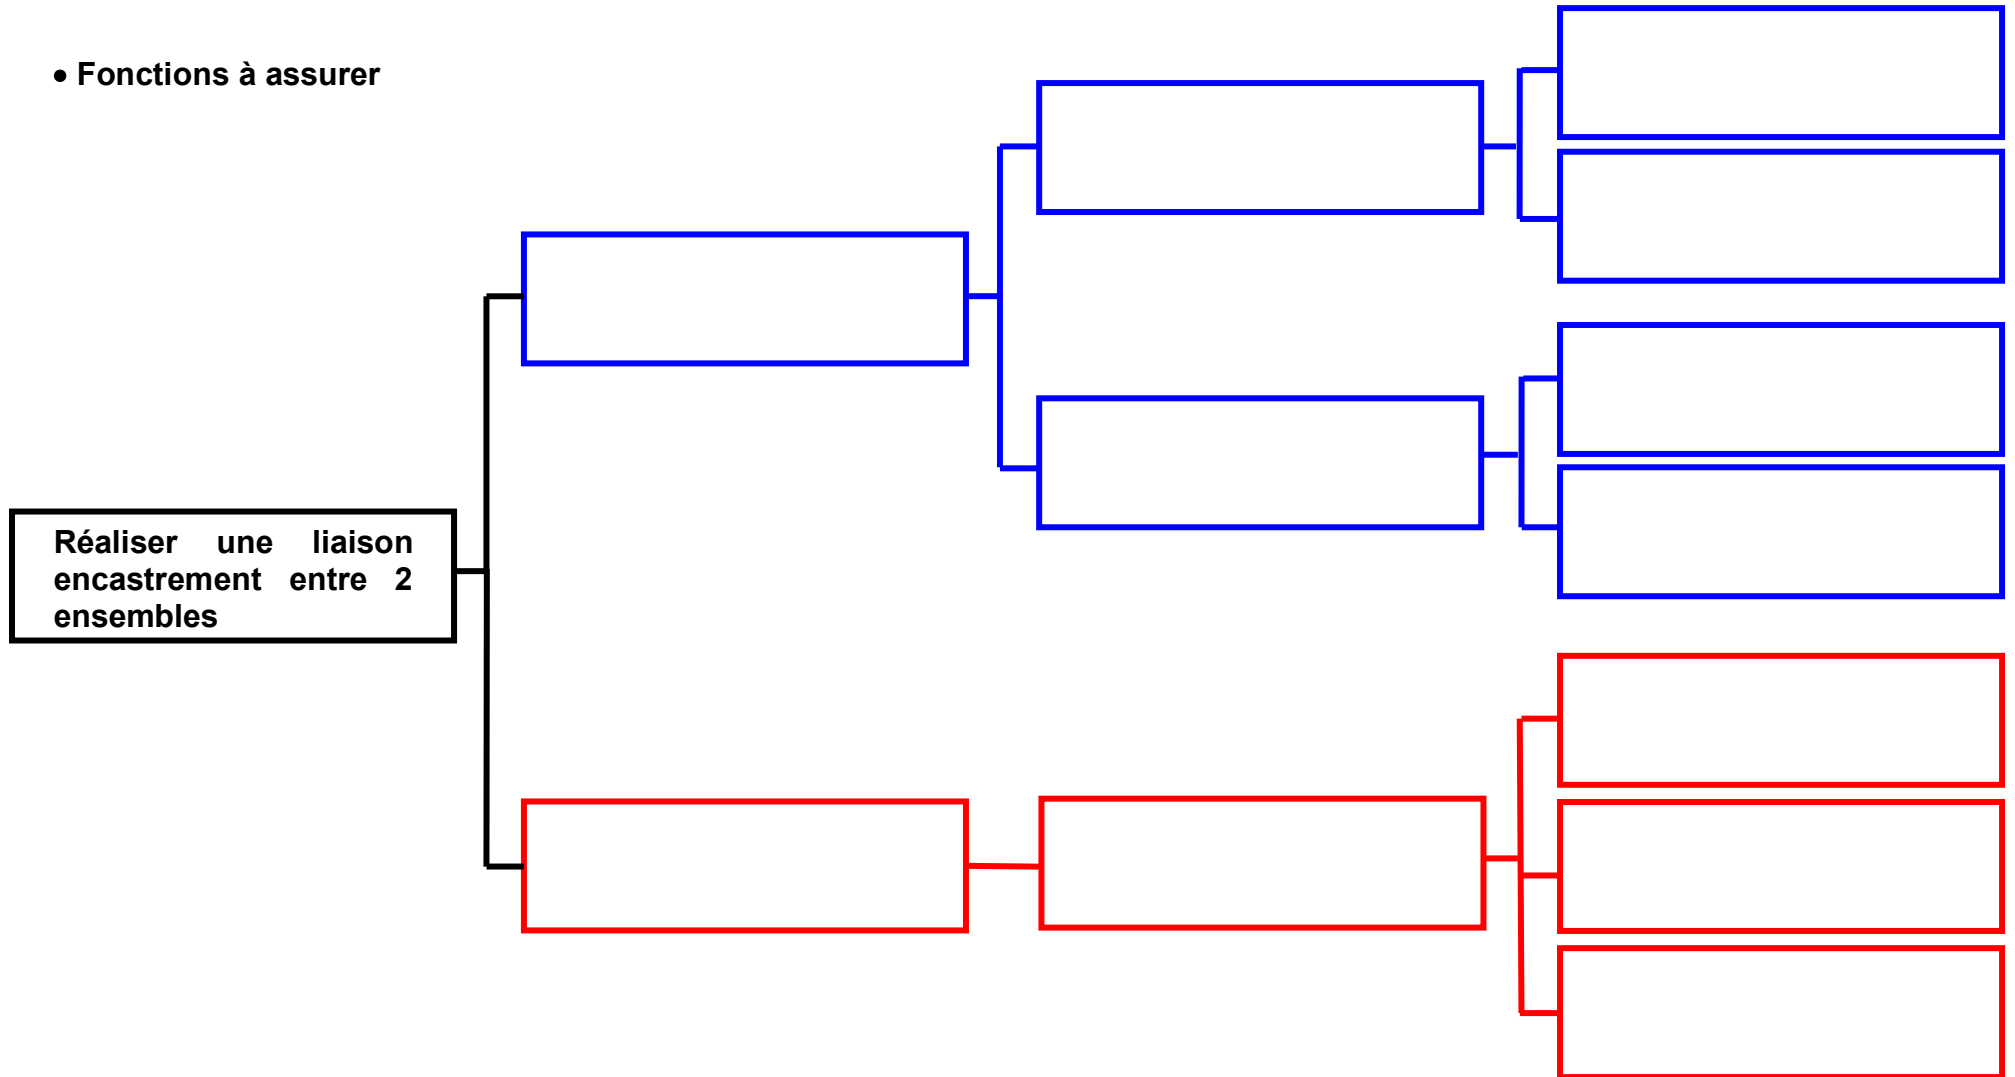 • Fonctions à assurer
Réaliser une liaison
encastrement entre 2
ensembles